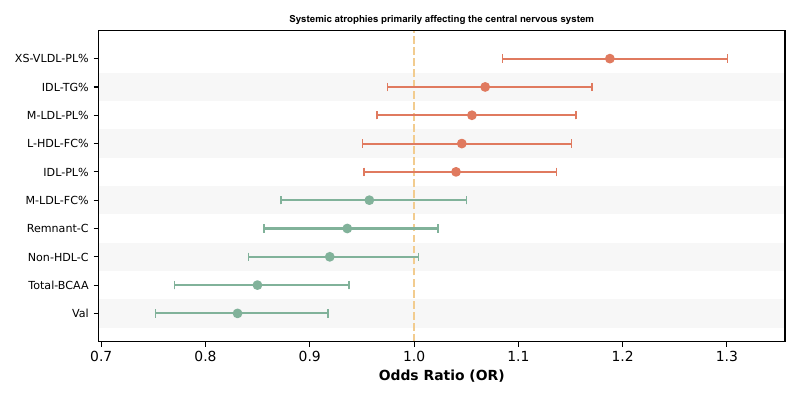 Systemic atrophies primarily affecting the central nervous system
XS-VLDL-PL%
IDL-TG%
M-LDL-PL%
L-HDL-FC%
IDL-PL%
M-LDL-FC%
Remnant-C
Non-HDL-C
Total-BCAA
Val
0.7 0.8 0.9 1.0 1.1 1.2 1.3
Odds Ratio (OR)